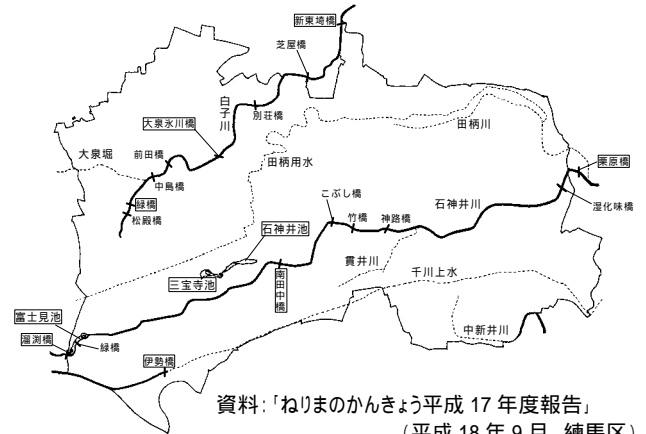 新東埼橋
芝屋橋
白子川
別荘橋
大泉氷川橋
大泉堀
前田橋
中島橋
緑橋
松殿橋
田柄用水
田柄川
栗原橋
湿化味橋
石神井川
こぶし橋
竹橋
神路橋
石神井池
三宝寺池
南田中橋
貫井川
千川上水
中新井川
富士見池
溜渕橋
緑橋
伊勢橋
資料：「ねりまのかんきょう平成 17 年度報告」
（平成 18 年 9 月 練馬区）